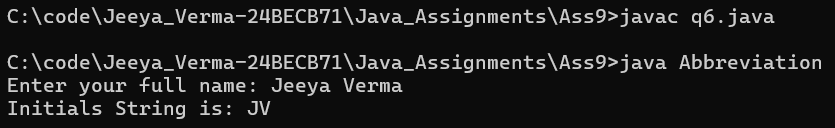 C:\code\Jeeya_Verma-24BECB71\Java_Assignments\Ass9>javac q6.java
C:\code\Jeeya_Verma-24BECB71\Java_Assignments\Ass9>java Abbreviation
Enter your full name: Jeeya Verma
Initials String is: JV